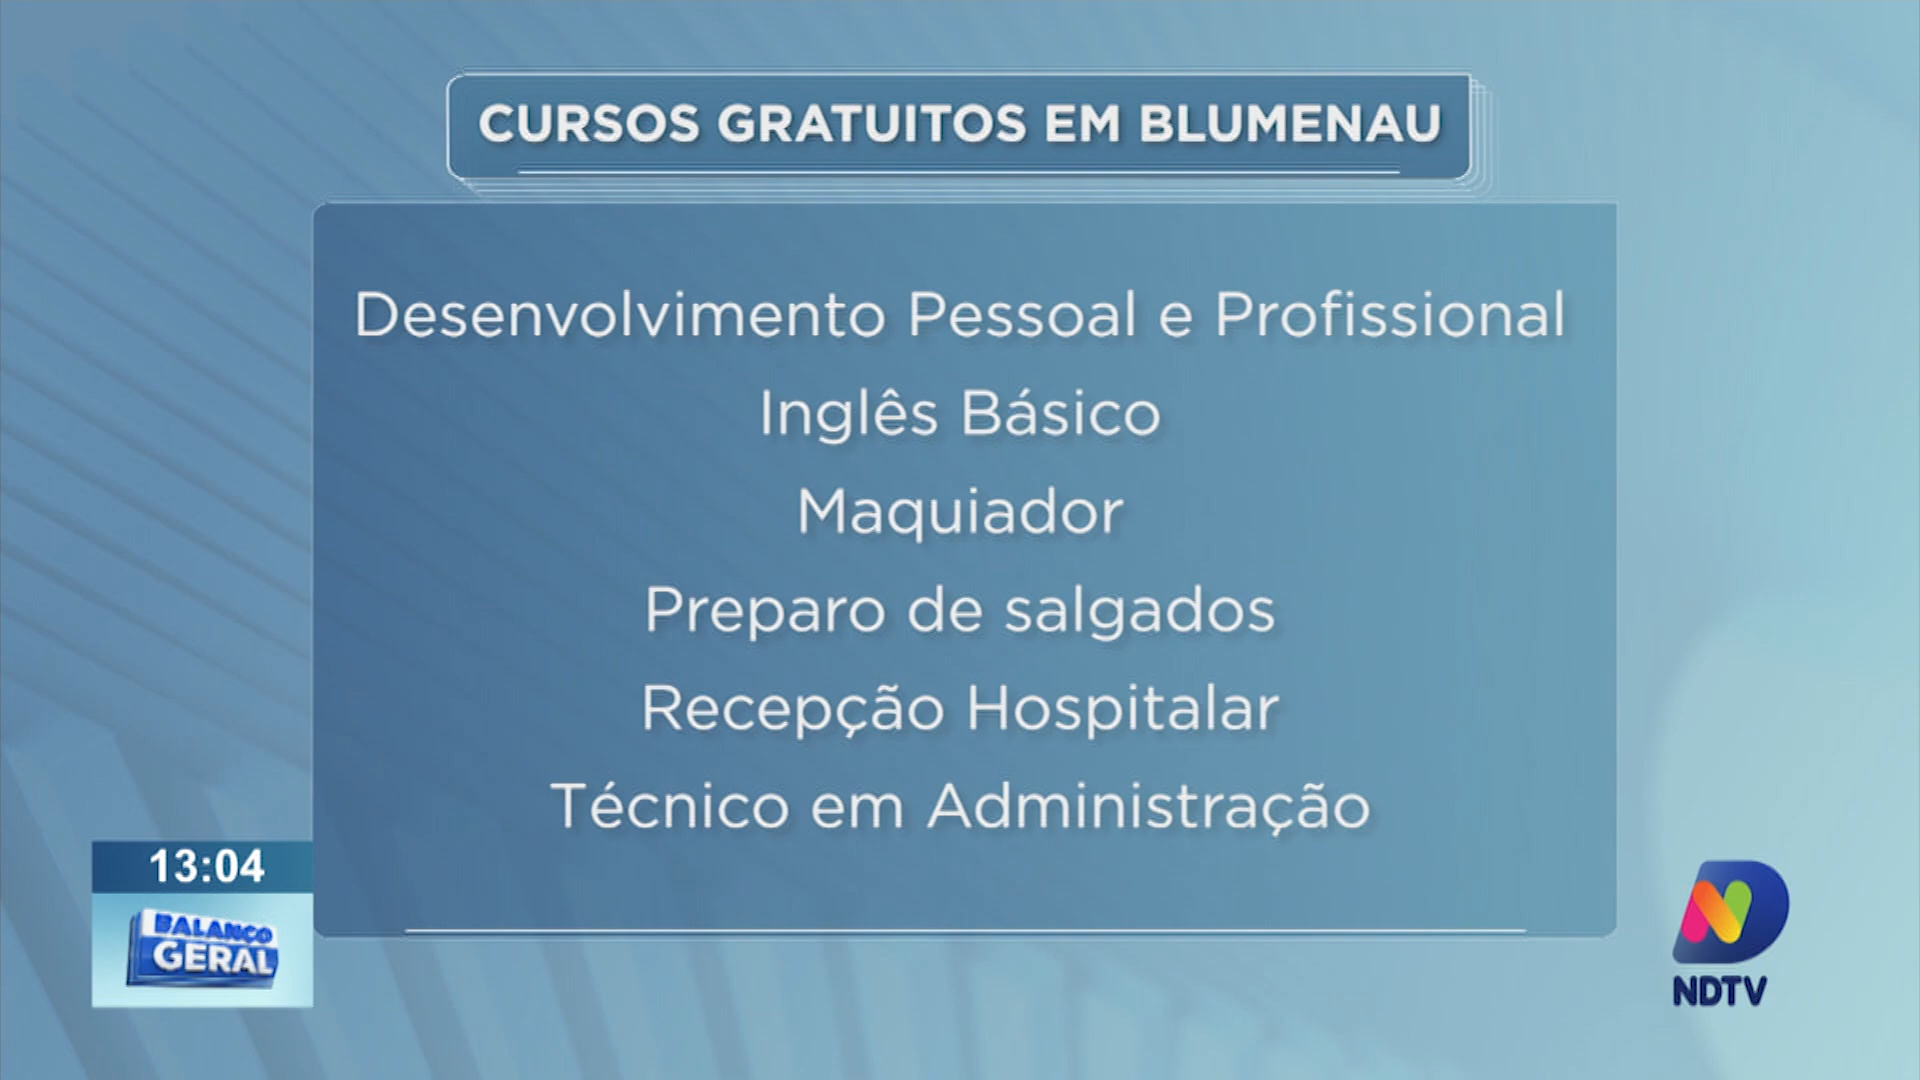 CURSOS GRATUITOS EM BLUMENAU
Desenvolvimento Pessoal e Profissional
Inglês Básico
Maquiador
Preparo de salgados
Recepção Hospitalar
Técnico em Administração
13:04
BALANÇO
GERAL
NDTV